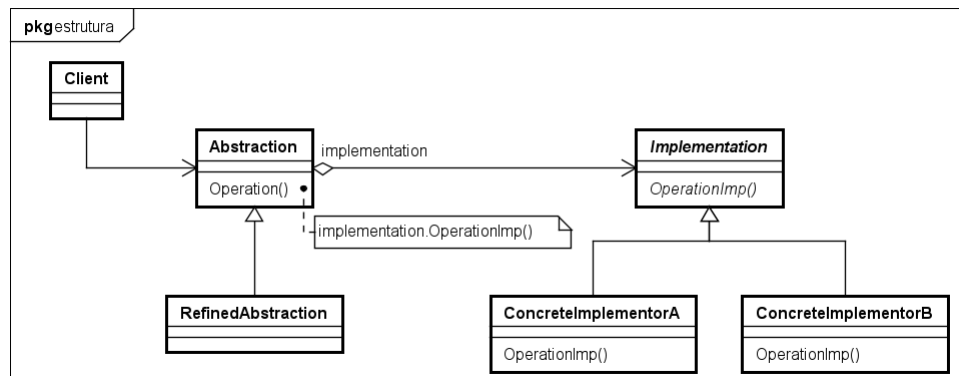 pkg estrutura
Client
Abstraction
implementation
Implementation
Operation()
OperationImp()
implementation.OperationImp()
RefinedAbstraction
ConcreteImplementorA
ConcreteImplementorB
OperationImp()
OperationImp()